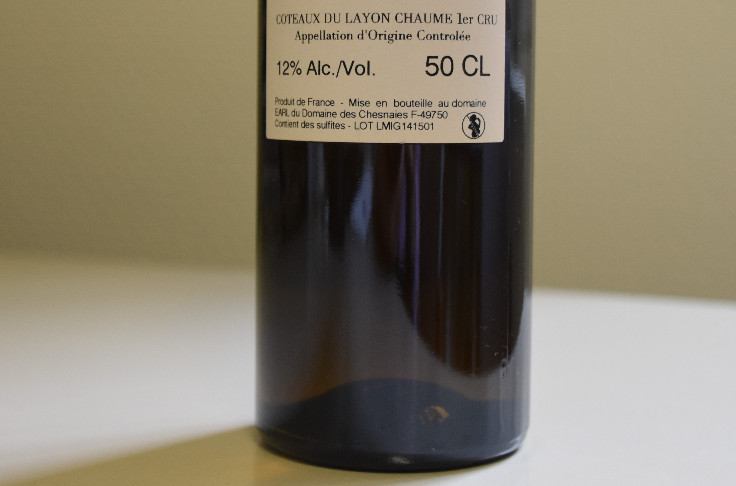 COTEAUX DU LAYON CHAUME 1er CRU
Appellation d'Origine Controlée
12% Alc./Vol. 50 CL
Produit de France - Mise en bouteille au domaine
EARL du Domaine des Chesnaies F-49750
Contient des sulfites - LOT LMIG141501